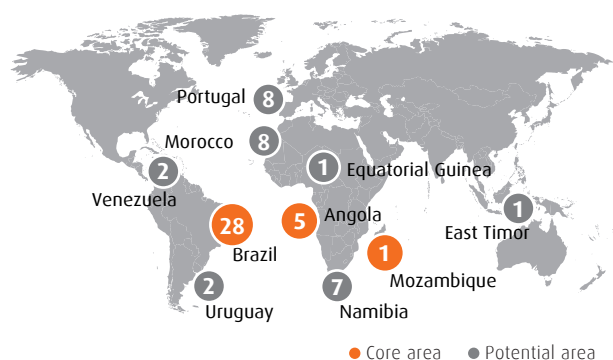 Portugal 8
Morocco 8
1 Equatorial Guinea
2
Venezuela
1
East Timor
28
Brazil
5 Angola
1
Mozambique
2
Uruguay
7
Namibia
Core area Potential area